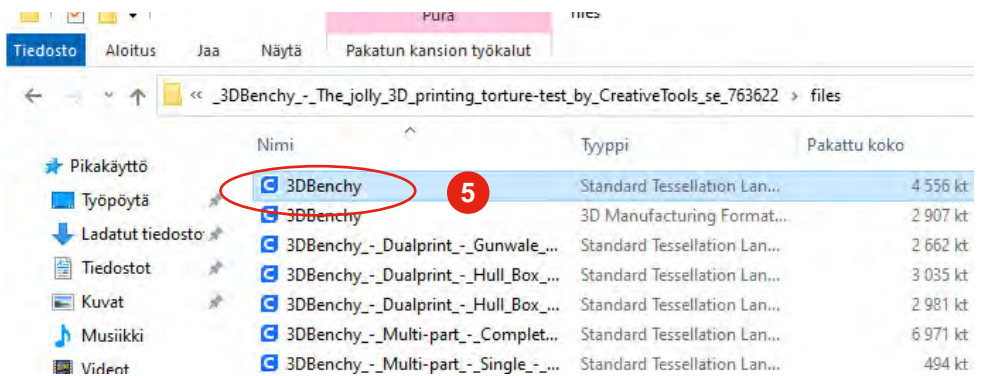 Pura files
Tiedosto Aloitus Jaa Näytä Pakatun kansion työkalut
« _3DBenchy_-_The_jolly_3D_printing_torture-test_by_CreativeTools_se_763622 › files
Nimi Tyyppi Pakattu koko
Pikakäyttö
3DBenchy 5 Standard Tessellation Lan... 4 556 kt
Työpöytä
3DBenchy 3D Manufacturing Format... 2 907 kt
Ladatut tiedosto
3DBenchy_-_Dualprint_-_Gunwale_... Standard Tessellation Lan... 2 662 kt
Tiedostot
3DBenchy_-_Dualprint_-_Hull_Box_... Standard Tessellation Lan... 3 035 kt
Kuvat
3DBenchy_-_Dualprint_-_Hull_Box_... Standard Tessellation Lan... 2 981 kt
Musiikki
3DBenchy_-_Multi-part_-_Complet... Standard Tessellation Lan... 6 971 kt
Videot
3DBenchy_-_Multi-part_-_Single_-_... Standard Tessellation Lan... 494 kt